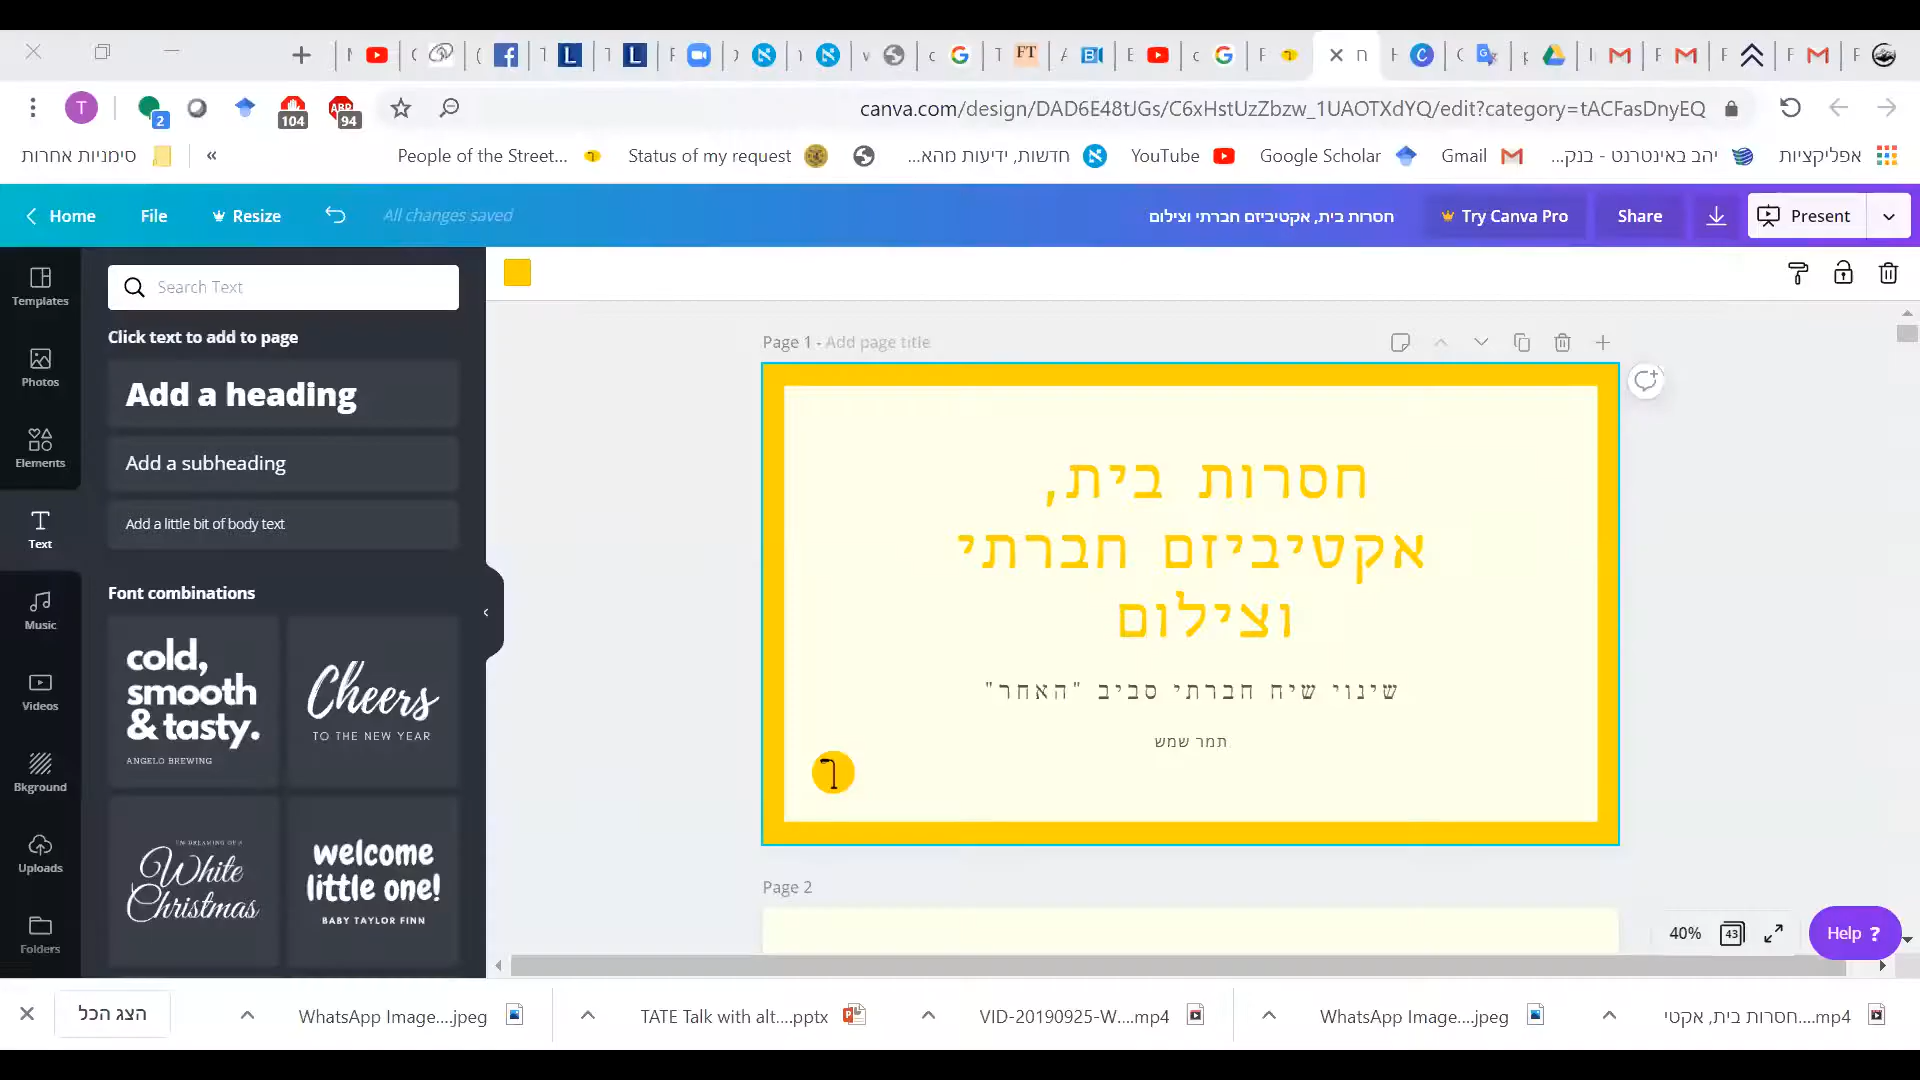 T
2
104
ABP
94
canva.com/design/DAD6E48tJGs/C6xHstUzZbzw_1UAOTXdYQ/edit?category=tACFasDnyEQ
סימניות אחרות
«
People of the Street...
Status of my request
חדשות, ידיעות מהא...
YouTube
Google Scholar
Gmail
יהב באינטרנט - בנק...
אפליקציות
Home
File
Resize
All changes saved
חסרות בית, אקטיביזם חברתי וצילום
Try Canva Pro
Share
Present
Templates
Photos
Elements
Text
Music
Videos
Bkground
Uploads
Folders
Search Text
Click text to add to page
Add a heading
Add a subheading
Add a little bit of body text
Font combinations
cold,
smooth
& tasty.
ANGELO BREWING
Cheers
TO THE NEW YEAR
I'M DREAMING OF A
White
Christmas
welcome
little one!
BABY TAYLOR FINN
Page 1 - Add page title
חסרות בית,
אקטיביזם חברתי
וצילום
שינוי שיח חברתי סביב "האחר"
תמר שמש
Page 2
40%
43
Help ?
הצג הכל
WhatsApp Image....jpeg
TATE Talk with alt....pptx
VID-20190925-W....mp4
WhatsApp Image....jpeg
חסרות בית, אקטי....mp4